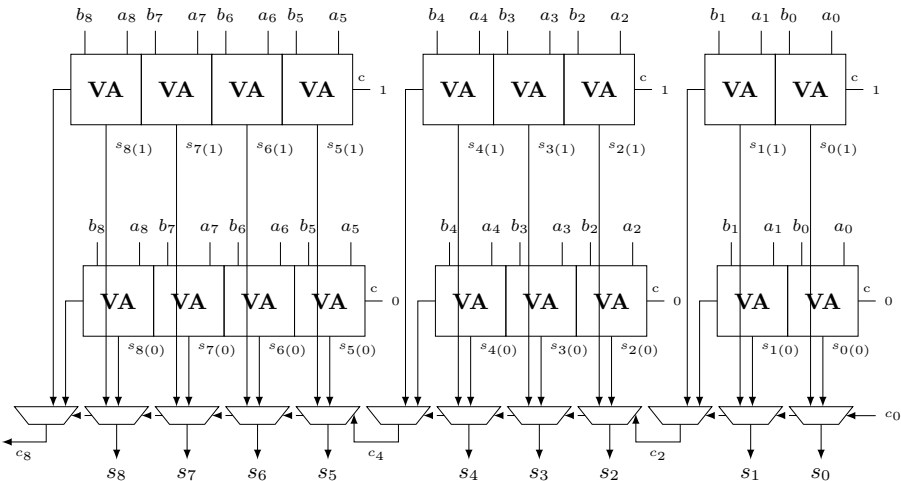 b8 a8 b7 a7 b6 a6 b5 a5 b4 a4 b3 a3 b2 a2 b1 a1 b0 a0
VA VA VA VA c 1 VA VA VA c 1 VA VA c 1
s8(1) s7(1) s6(1) s5(1) s4(1) s3(1) s2(1) s1(1) s0(1)
b8 a8 b7 a7 b6 a6 b5 a5 b4 a4 b3 a3 b2 a2 b1 a1 b0 a0
VA VA VA VA c 0 VA VA VA c 0 VA VA c 0
s8(0) s7(0) s6(0) s5(0) s4(0) s3(0) s2(0) s1(0) s0(0)
c0
c8 c4 c2
s8 s7 s6 s5 s4 s3 s2 s1 s0